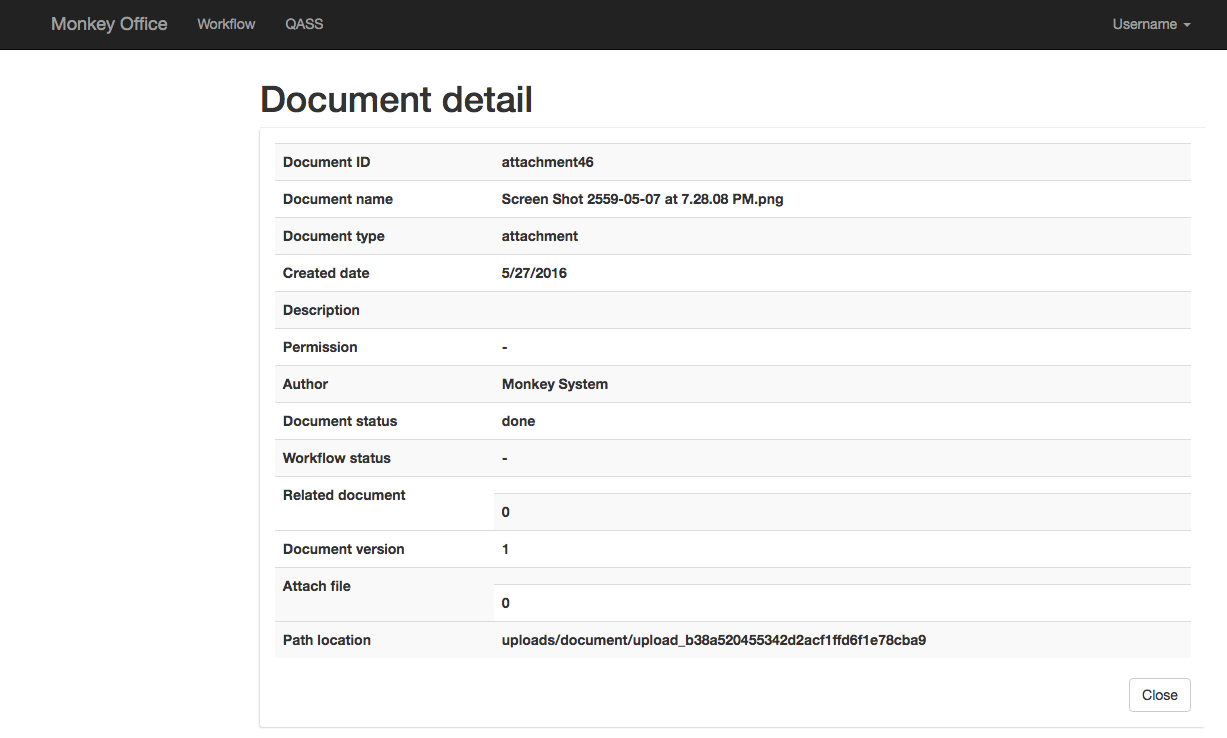 Monkey Office Workflow QASS Username
Document detail
Document ID attachment46
Document name Screen Shot 2559-05-07 at 7.28.08 PM.png
Document type attachment
Created date 5/27/2016
Description
Permission -
Author Monkey System
Document status done
Workflow status -
Related document
0
Document version 1
Attach file
0
Path location uploads/document/upload_b38a520455342d2acf1ffd6f1e78cba9
Close